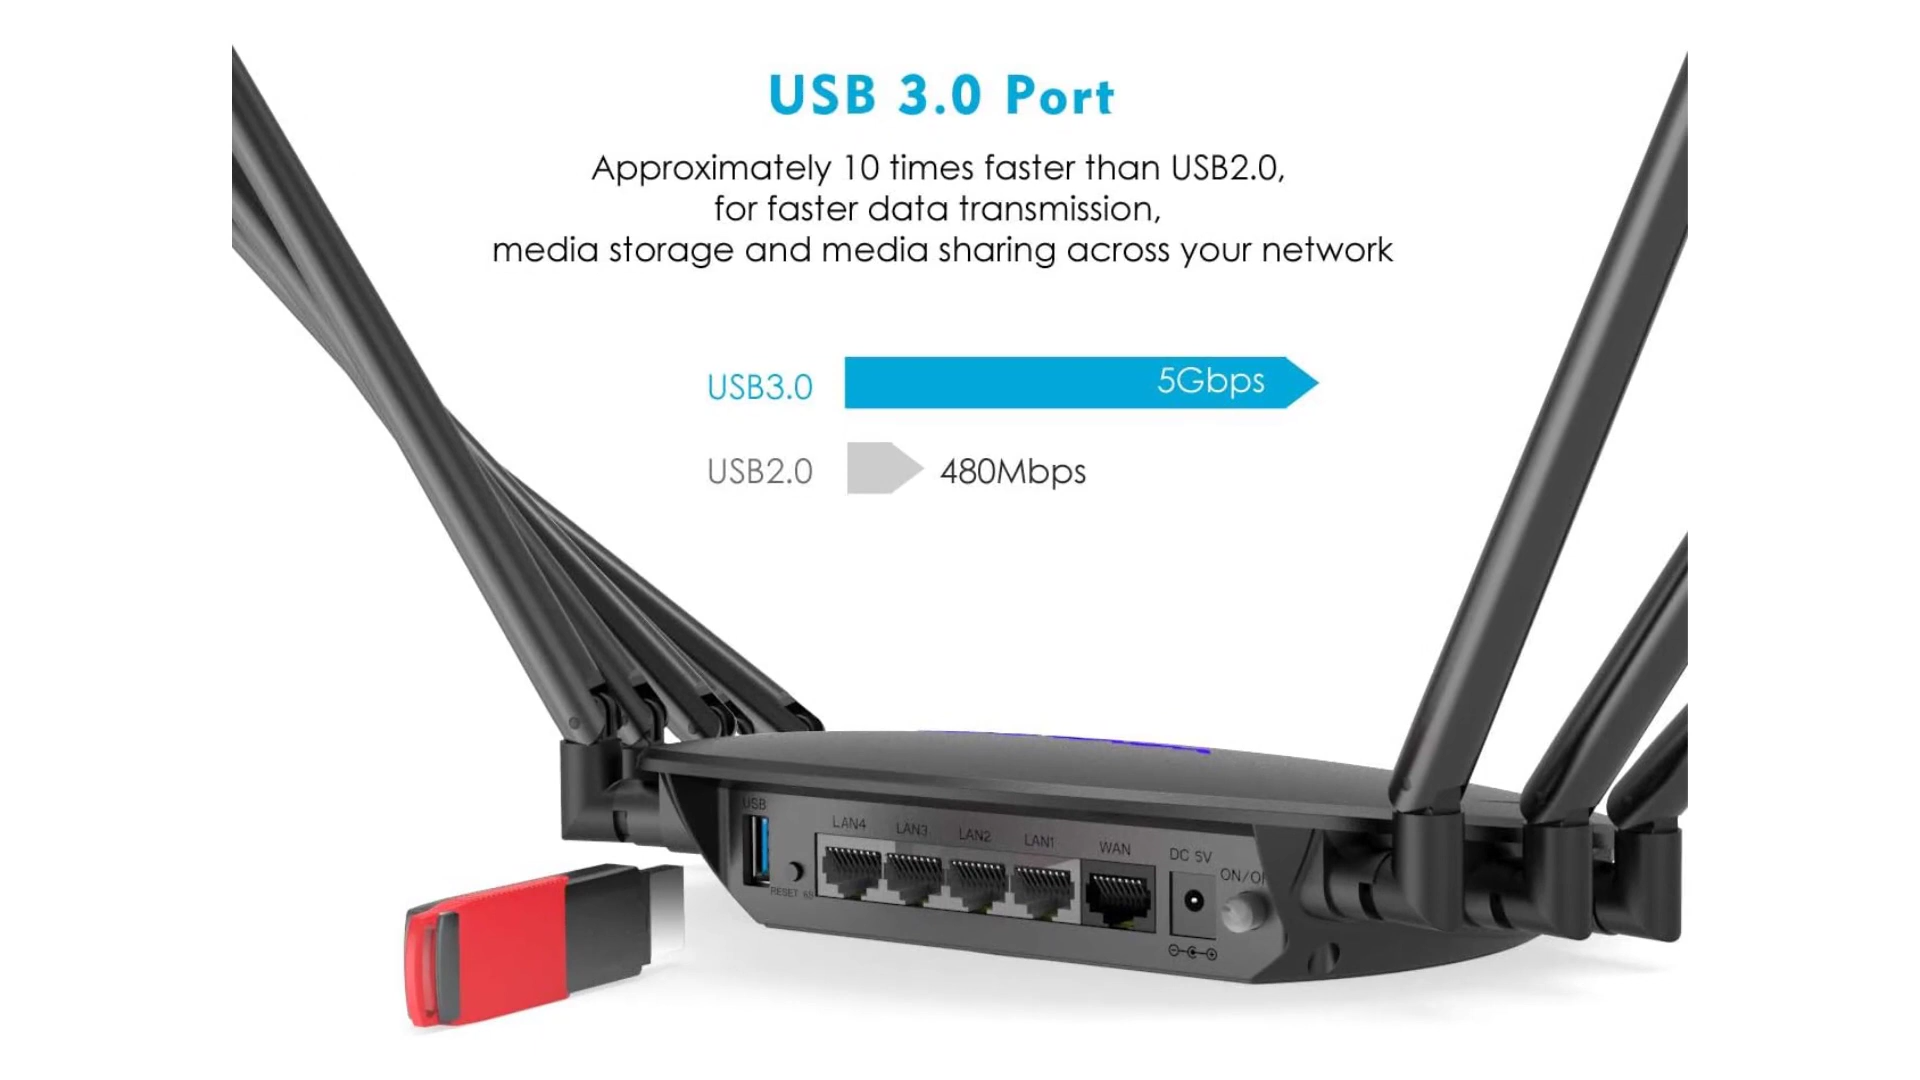 USB 3.0 Port
Approximately 10 times faster than USB2.0,
for faster data transmission,
media storage and media sharing across your network
USB3.0
5Gbps
USB2.0
480Mbps
USB
LAN4
LAN3
LAN2
LAN1
WAN
DC 5V
RESET